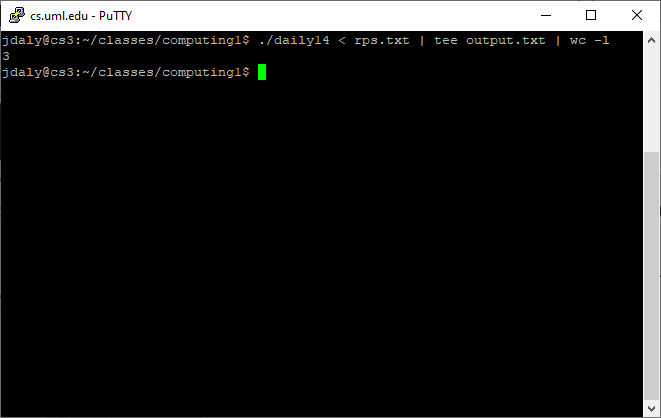 cs.uml.edu - PuTTY
jdaly@cs3:~/classes/computing1$ ./daily14 < rps.txt | tee output.txt | wc -l
3
jdaly@cs3:~/classes/computing1$